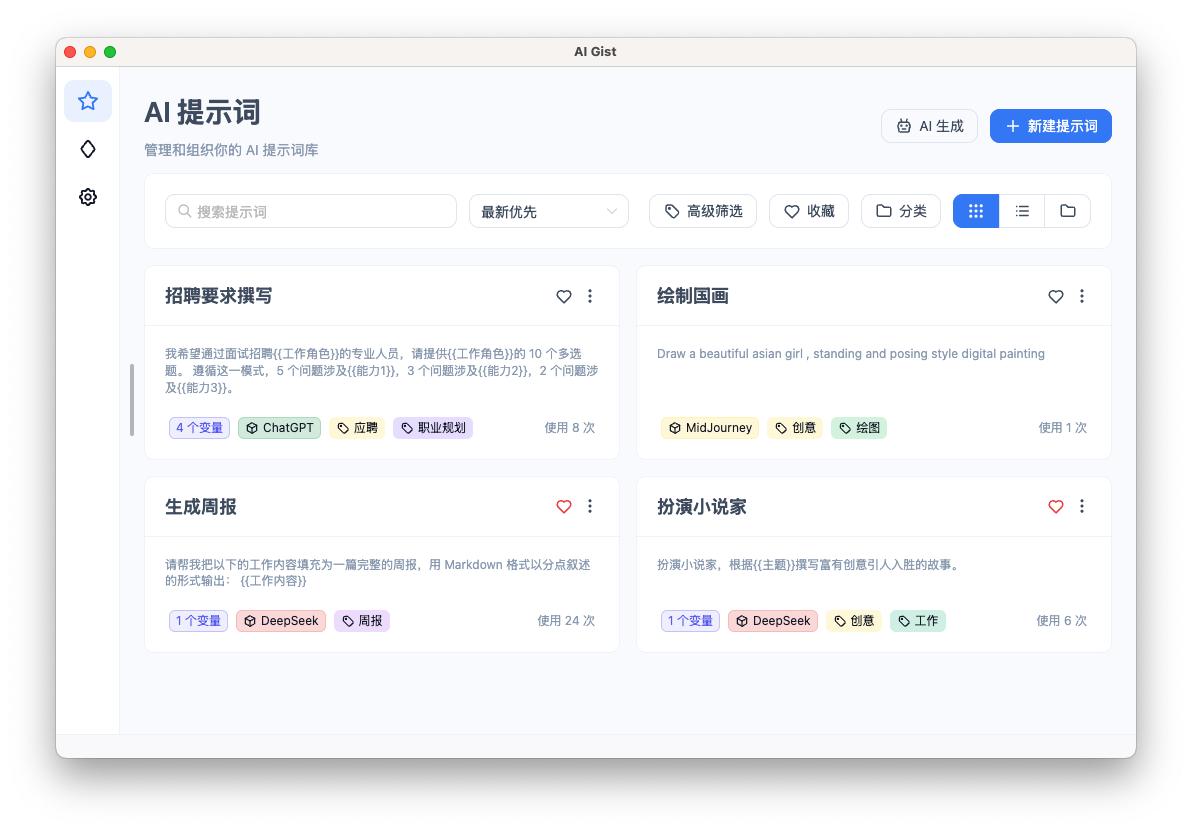 AI Gist
AI 提示词
管理和组织你的 AI 提示词库
AI 生成
新建提示词
搜索提示词
最新优先
高级筛选
收藏
分类
招聘要求撰写
我希望通过面试招聘{{工作角色}}的专业人员，请提供{{工作角色}}的 10 个多选
题。 遵循这一模式，5 个问题涉及{{能力1}}，3 个问题涉及{{能力2}}，2 个问题涉
及{{能力3}}。
4 个变量
ChatGPT
应聘
职业规划
使用 8 次
绘制国画
Draw a beautiful asian girl , standing and posing style digital painting
MidJourney
创意
绘图
使用 1 次
生成周报
请帮我把以下的工作内容填充为一篇完整的周报，用 Markdown 格式以分点叙述
的形式输出： {{工作内容}}
1 个变量
DeepSeek
周报
使用 24 次
扮演小说家
扮演小说家，根据{{主题}}撰写富有创意引人入胜的故事。
1 个变量
DeepSeek
创意
工作
使用 6 次